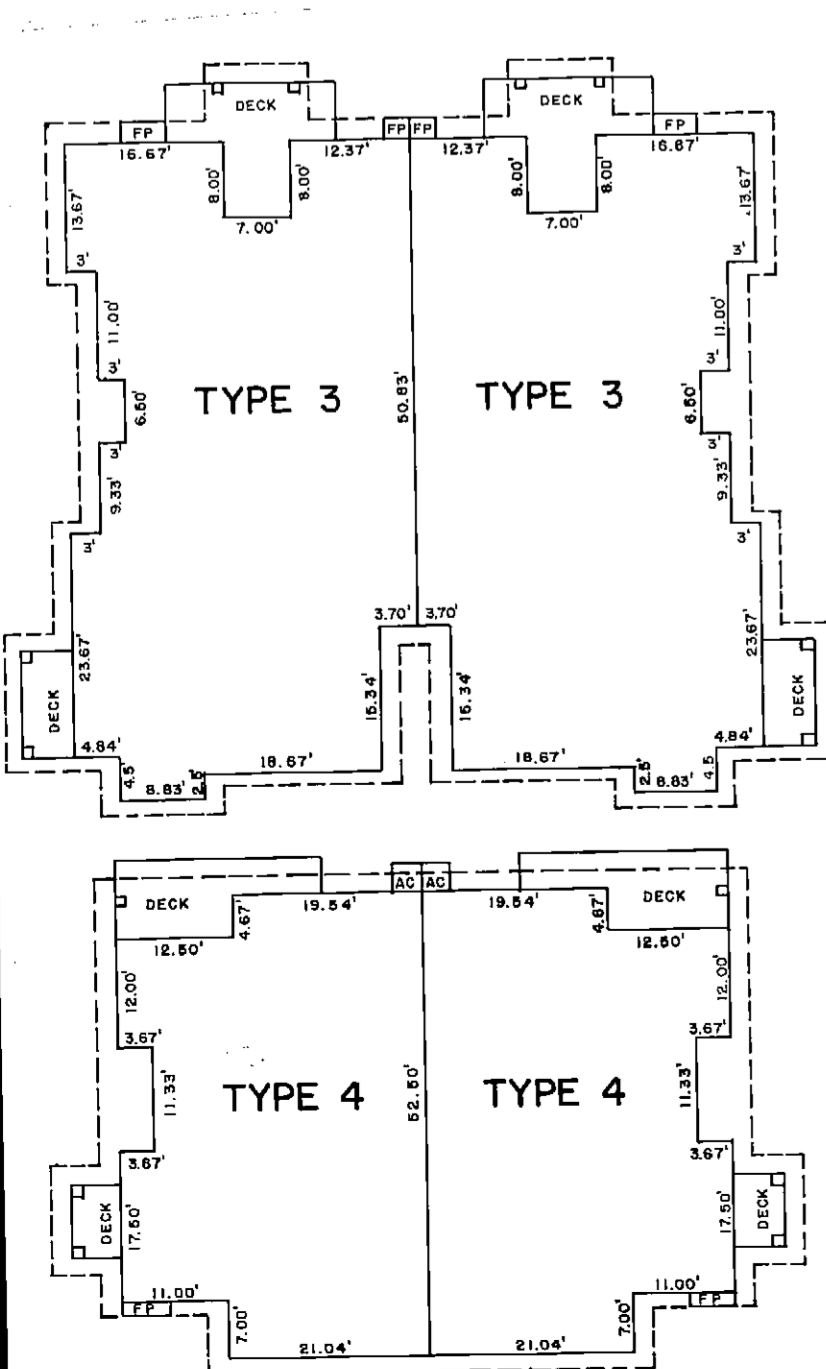 DECK DECK
FP FP FP FP
16.67' 12.37' 12.37' 16.67'
8.00' 8.00' 8.00' 8.00'
13.67' 13.67'
7.00' 7.00'
3' 3'
11.00' 11.00'
3' 3'
TYPE 3 50.83' TYPE 3
6.50' 6.50'
3' 3'
9.33' 9.33'
3' 3'
3.70' 3.70'
23.67' 23.67'
DECK 15.34' 15.34' DECK
4.84' 4.84'
4.5' 18.67' 18.67' 4.5
8.83' 2.5' 2.5' 8.83'
AC AC
DECK 19.54' 19.54' DECK
4.67' 4.67'
12.50' 12.50'
12.00' 12.00'
3.67' 3.67'
11.33' 11.33'
TYPE 4 52.50' TYPE 4
3.67' 3.67'
DECK 17.50' 17.50' DECK
11.00' 11.00'
FP FP
7.00' 7.00'
21.04' 21.04'